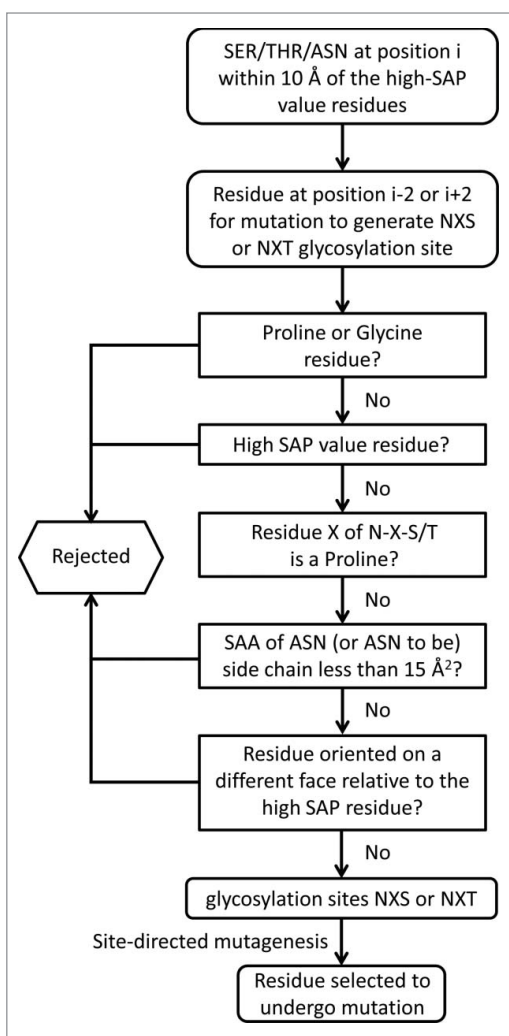 SER/THR/ASN at position i
within 10 Å of the high-SAP
value residues
Residue at position i-2 or i+2
for mutation to generate NXS
or NXT glycosylation site
Proline or Glycine
residue?
No
High SAP value residue?
No
Residue X of N-X-S/T
is a Proline?
Rejected
No
SAA of ASN (or ASN to be)
side chain less than 15 Å²?
No
Residue oriented on a
different face relative to the
high SAP residue?
No
glycosylation sites NXS or NXT
Site-directed mutagenesis
Residue selected to
undergo mutation